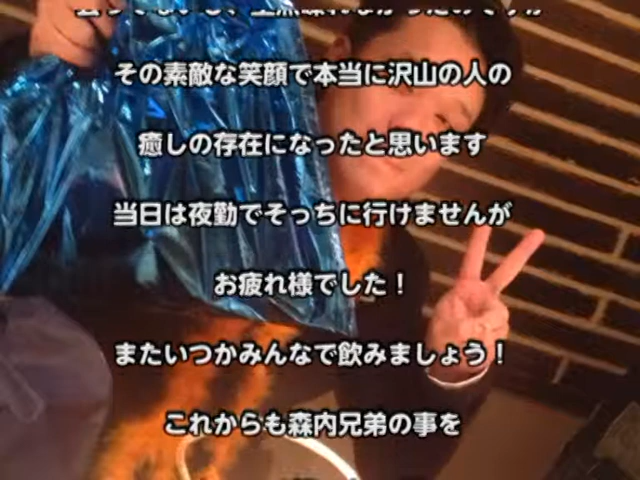 その素敵な笑顔で本当に沢山の人の
癒しの存在になったと思います
当日は夜勤でそっちに行けませんが
お疲れ様でした！
またいつかみんなで飲みましょう！
これからも森内兄弟の事を